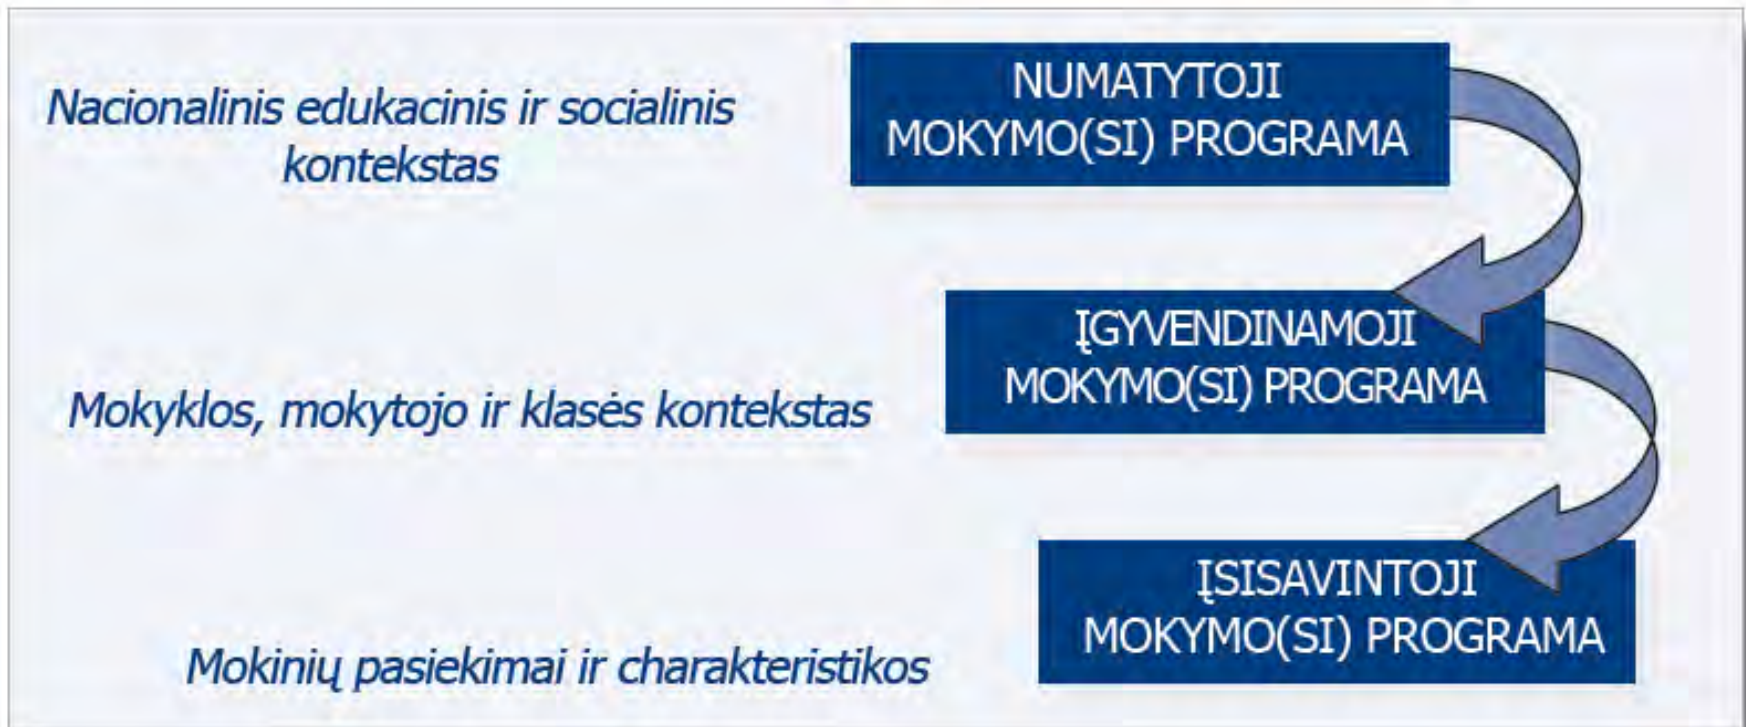 Nacionalinis edukacinis ir socialinis
kontekstas
NUMATYTOJI
MOKYMO(SI) PROGRAMA
Mokyklos, mokytojo ir klasės kontekstas
ĮGYVENDINAMOJI
MOKYMO(SI) PROGRAMA
Mokinių pasiekimai ir charakteristikos
ĮSISAVINTOJI
MOKYMO(SI) PROGRAMA